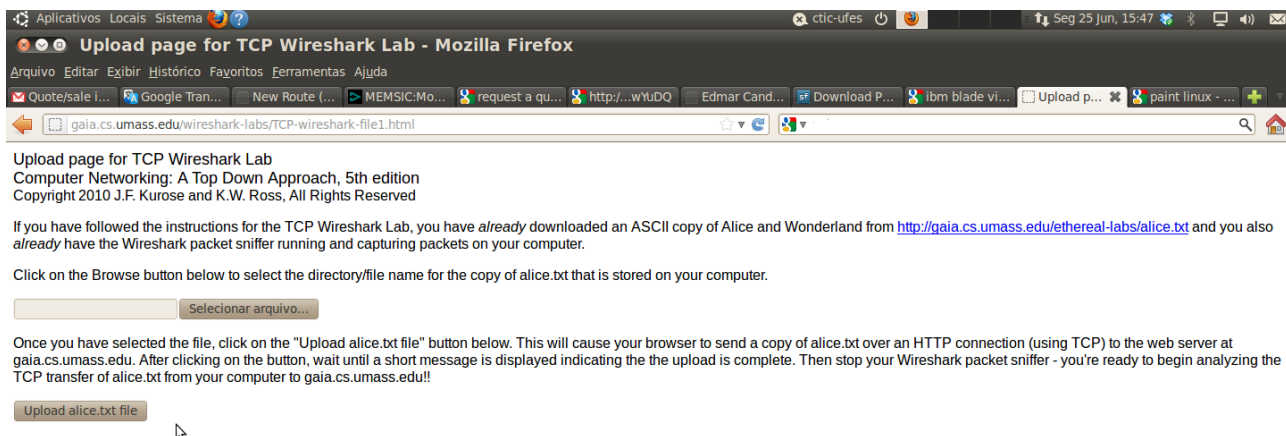 Aplicativos Locais Sistema ctic-ufes Seg 25 Jun, 15:47
Upload page for TCP Wireshark Lab - Mozilla Firefox
Arquivo Editar Exibir Histórico Favoritos Ferramentas Ajuda
Quote/sale i... Google Tran... New Route (... MEMSIC:Mo... request a qu... http:/...wYuDQ Edmar Cand... Download P... ibm blade vi... Upload p... paint linux - ...
gaia.cs.umass.edu/wireshark-labs/TCP-wireshark-file1.html
Upload page for TCP Wireshark Lab
Computer Networking: A Top Down Approach, 5th edition
Copyright 2010 J.F. Kurose and K.W. Ross, All Rights Reserved
If you have followed the instructions for the TCP Wireshark Lab, you have already downloaded an ASCII copy of Alice and Wonderland from http://gaia.cs.umass.edu/ethereal-labs/alice.txt and you also
already have the Wireshark packet sniffer running and capturing packets on your computer.
Click on the Browse button below to select the directory/file name for the copy of alice.txt that is stored on your computer.
Selecionar arquivo...
Once you have selected the file, click on the "Upload alice.txt file" button below. This will cause your browser to send a copy of alice.txt over an HTTP connection (using TCP) to the web server at
gaia.cs.umass.edu. After clicking on the button, wait until a short message is displayed indicating the the upload is complete. Then stop your Wireshark packet sniffer - you're ready to begin analyzing the
TCP transfer of alice.txt from your computer to gaia.cs.umass.edu!!
Upload alice.txt file